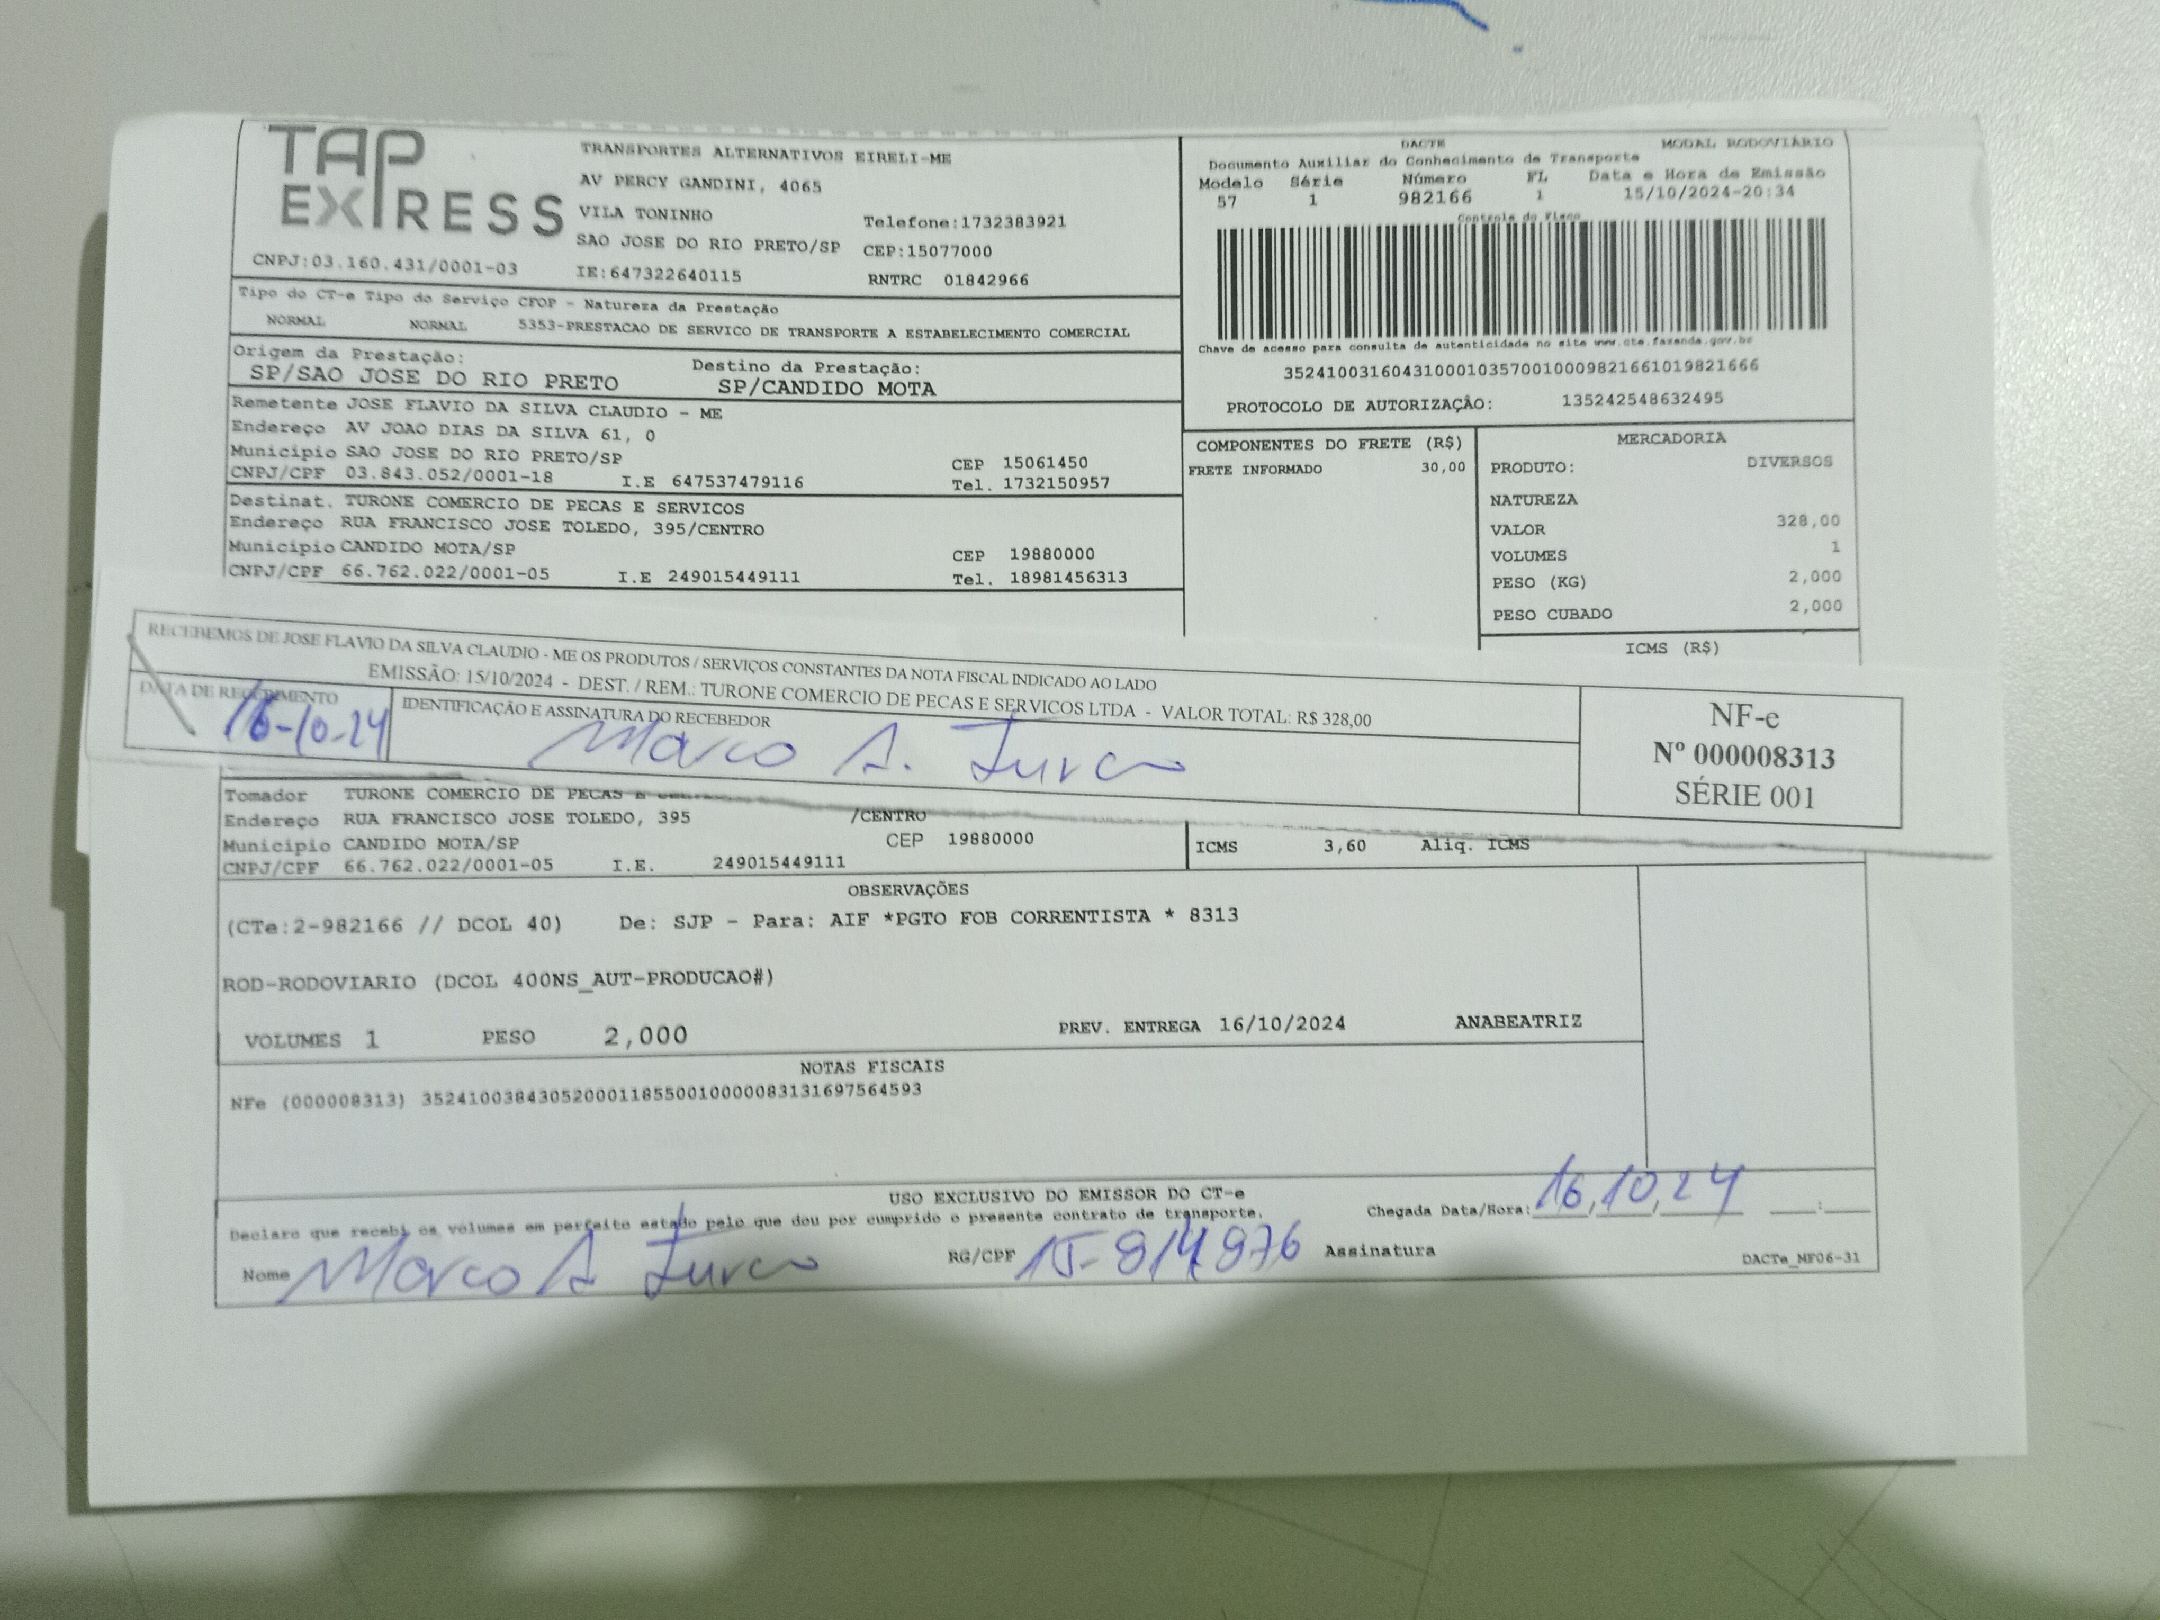 TAP EXPRESS
CNPJ:03.160.431/0001-03
TRANSPORTES ALTERNATIVOS EIRELI-ME
AV PERCY GANDINI, 4065
VILA TONINHO Telefone:1732383921
SAO JOSE DO RIO PRETO/SP CEP:15077000
IE:647322640115 RNTRC 01842966
DACTE MODAL RODOVIÁRIO
Documento Auxiliar do Conhecimento de Transporte
Modelo Série Número FL Data e Hora de Emissão
57 1 982166 1 15/10/2024-20:34
Controle do Fisco
Chave de acesso para consulta de autenticidade no site www.cte.fazenda.gov.br
35241003160431000103570010009821661019821666
PROTOCOLO DE AUTORIZAÇÃO: 135242548632495
Tipo do CT-e Tipo do Serviço CFOP - Natureza da Prestação
NORMAL NORMAL 5353-PRESTACAO DE SERVICO DE TRANSPORTE A ESTABELECIMENTO COMERCIAL
Origem da Prestação: Destino da Prestação:
SP/SAO JOSE DO RIO PRETO SP/CANDIDO MOTA
Remetente JOSE FLAVIO DA SILVA CLAUDIO - ME
Endereço AV JOAO DIAS DA SILVA 61, 0
Município SAO JOSE DO RIO PRETO/SP CEP 15061450
CNPJ/CPF 03.843.052/0001-18 I.E 647537479116 Tel. 1732150957
Destinat. TURONE COMERCIO DE PECAS E SERVICOS
Endereço RUA FRANCISCO JOSE TOLEDO, 395/CENTRO
Município CANDIDO MOTA/SP CEP 19880000
CNPJ/CPF 66.762.022/0001-05 I.E 249015449111 Tel. 18981456313
COMPONENTES DO FRETE (R$)
FRETE INFORMADO 30,00
MERCADORIA
PRODUTO: DIVERSOS
NATUREZA
VALOR 328,00
VOLUMES 1
PESO (KG) 2,000
PESO CUBADO 2,000
ICMS (R$)
RECEBEMOS DE JOSE FLAVIO DA SILVA CLAUDIO - ME OS PRODUTOS / SERVIÇOS CONSTANTES DA NOTA FISCAL INDICADO AO LADO
EMISSÃO: 15/10/2024 - DEST. / REM.: TURONE COMERCIO DE PECAS E SERVICOS LTDA - VALOR TOTAL: R$ 328,00
DATA DE RECEBIMENTO IDENTIFICAÇÃO E ASSINATURA DO RECEBEDOR
16-10-24 Marco A. Turco
NF-e
Nº 000008313
SÉRIE 001
Tomador TURONE COMERCIO DE PECAS E
Endereço RUA FRANCISCO JOSE TOLEDO, 395 /CENTRO
Município CANDIDO MOTA/SP CEP 19880000
CNPJ/CPF 66.762.022/0001-05 I.E. 249015449111
ICMS 3,60 Aliq. ICMS
OBSERVAÇÕES
(CTe:2-982166 // DCOL 40) De: SJP - Para: AIF *PGTO FOB CORRENTISTA * 8313
ROD-RODOVIARIO (DCOL 400NS_AUT-PRODUCAO#)
VOLUMES 1 PESO 2,000 PREV. ENTREGA 16/10/2024 ANABEATRIZ
NOTAS FISCAIS
NFe (000008313) 35241003843052000118550010000083131697564593
USO EXCLUSIVO DO EMISSOR DO CT-e
Declaro que recebi os volumes em perfeito estado pelo que dou por cumprido o presente contrato de transporte.
Chegada Data/Hora: 16,10,24 :
Nome Marco A Turco RG/CPF 15-814876 Assinatura
DACTe_MF06-31